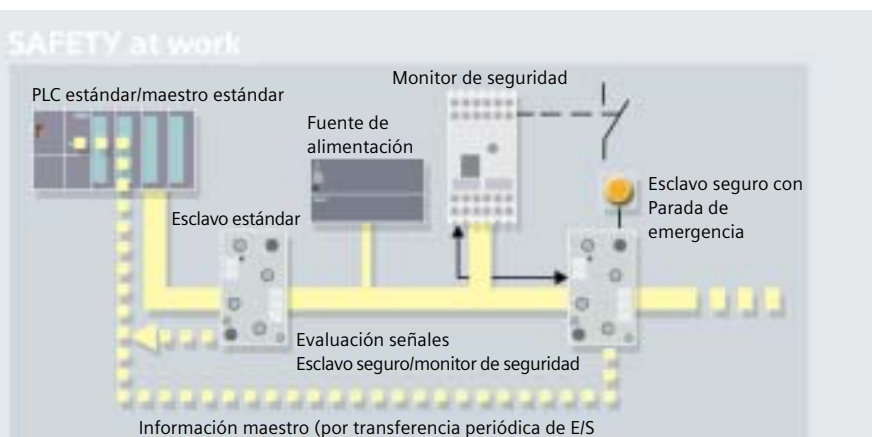 SAFETY at work
Monitor de seguridad
PLC estándar/maestro estándar
Fuente de
alimentación
Esclavo seguro con
Parada de
emergencia
Esclavo estándar
Evaluación señales
Esclavo seguro/monitor de seguridad
Información maestro (por transferencia periódica de E/S